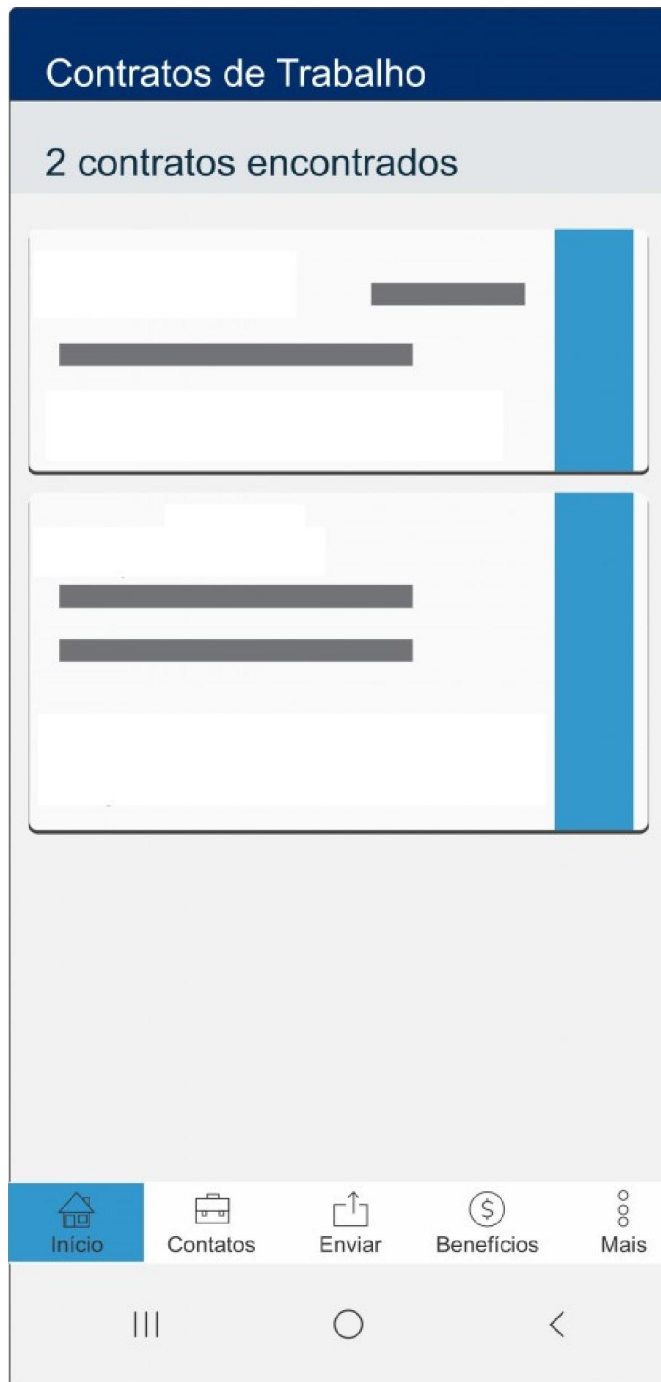 Contratos de Trabalho
2 contratos encontrados
Início
Contatos
Enviar
Benefícios
Mais